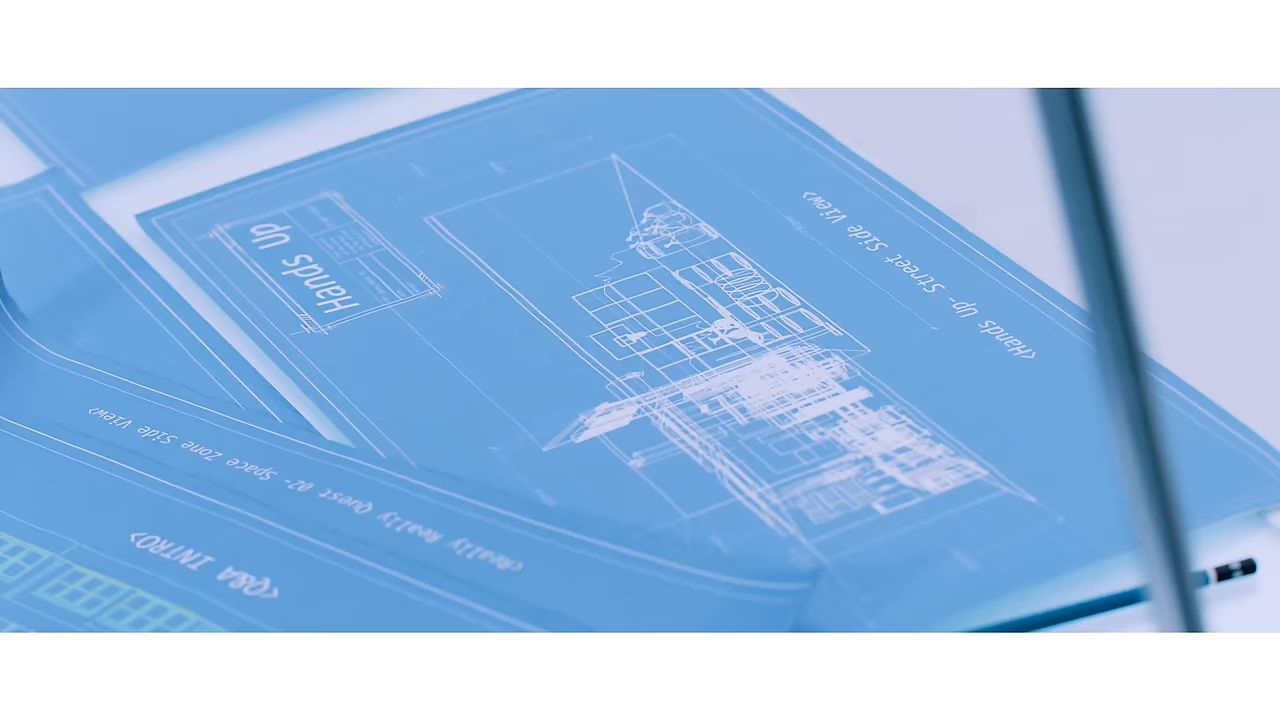 Hands Up
<Hands Up- Street Side View>
<Really Really Quest 02- Space Zone Side View>
<Q&A INTRO>